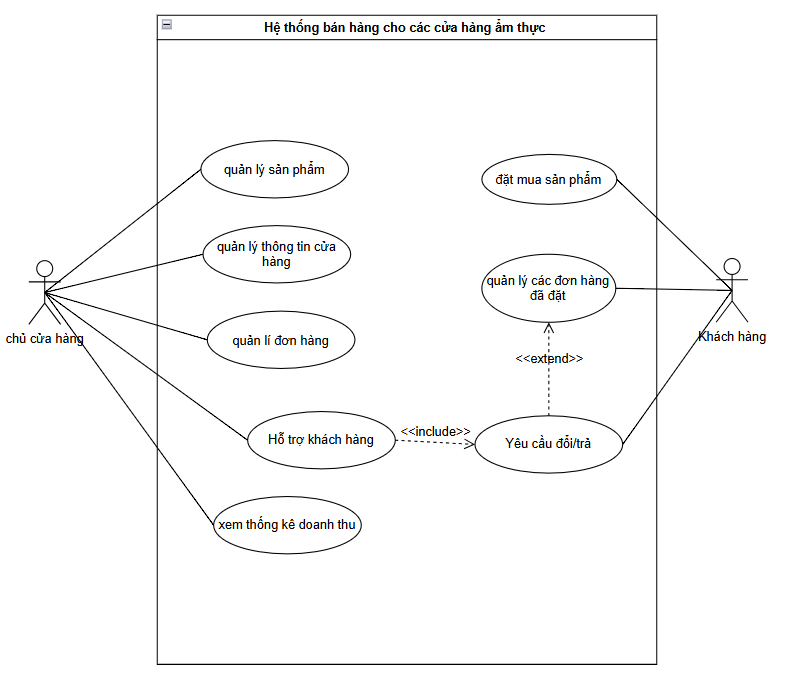 Hệ thống bán hàng cho các cửa hàng ẩm thực
quản lý sản phẩm
đặt mua sản phẩm
quản lý thông tin cửa
hàng
quản lý các đơn hàng
đã đặt
chủ cửa hàng
Khách hàng
quản lí đơn hàng
<<extend>>
Hỗ trợ khách hàng
<<include>>
Yêu cầu đổi/trả
xem thống kê doanh thu